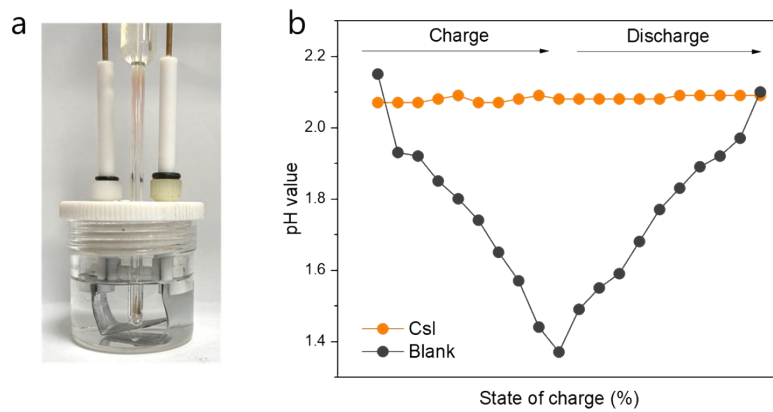 a
b
Charge
Discharge
2.2
2.0
1.8
1.6
1.4
pH value
CsI
Blank
State of charge (%)